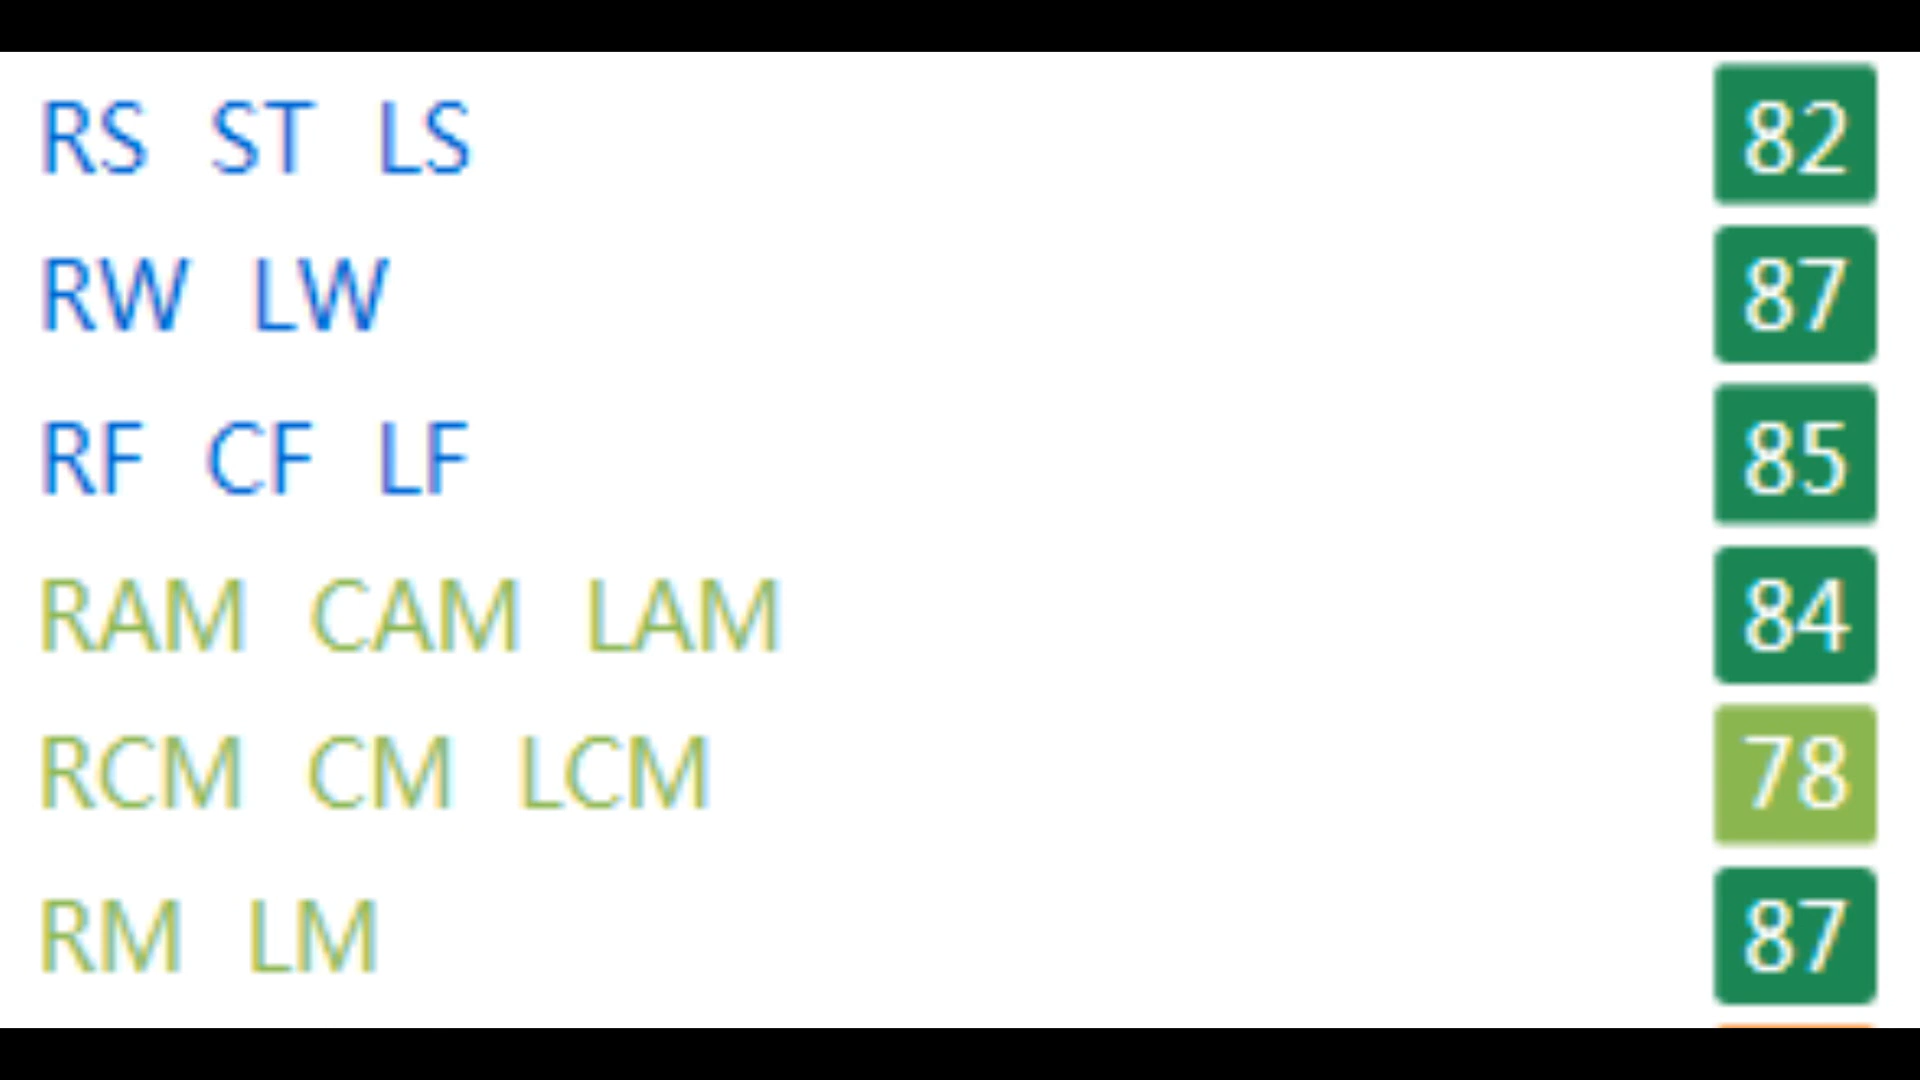 RS ST LS 82
RW LW 87
RF CF LF 85
RAM CAM LAM 84
RCM CM LCM 78
RM LM 87